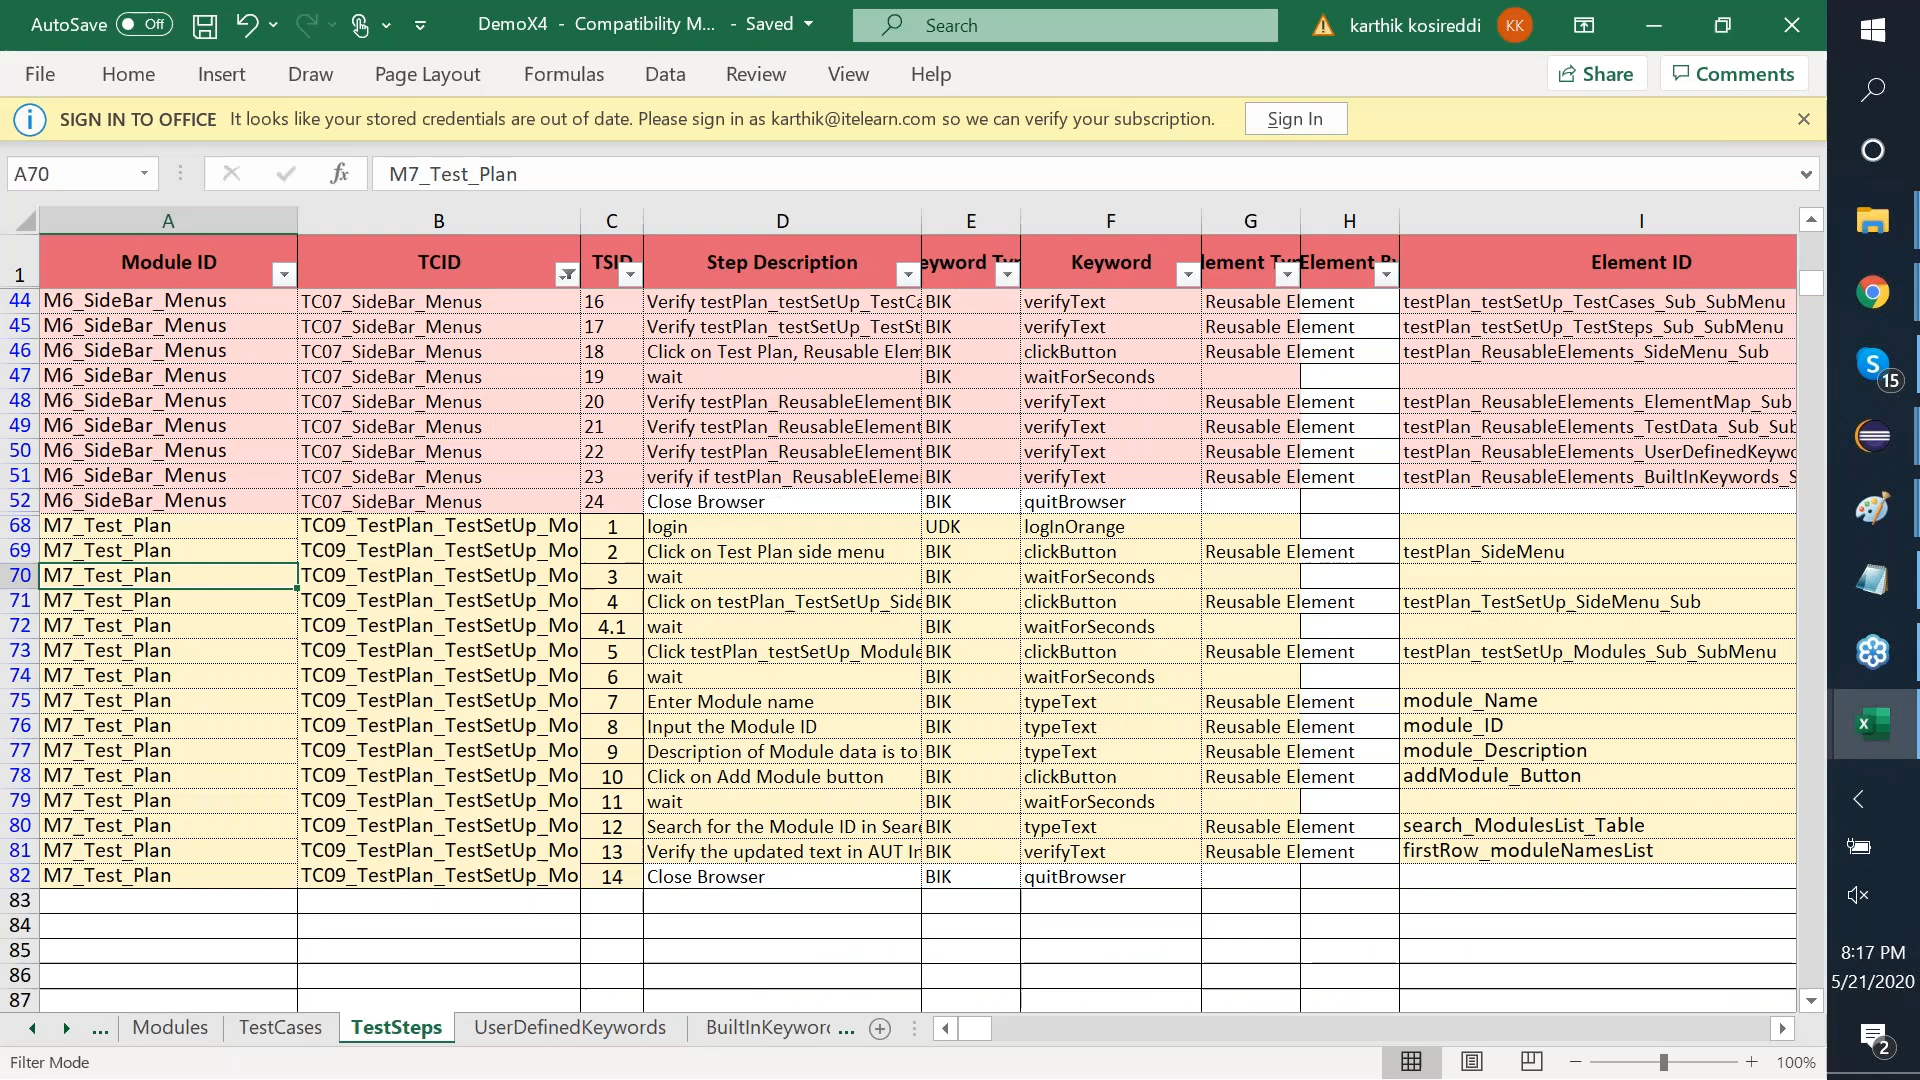 AutoSave Off DemoX4 - Compatibility M... - Saved Search karthik kosireddi KK
File Home Insert Draw Page Layout Formulas Data Review View Help Share Comments
SIGN IN TO OFFICE It looks like your stored credentials are out of date. Please sign in as karthik@itelearn.com so we can verify your subscription. Sign In
A70 fx M7_Test_Plan
A B C D E F G H I
1 Module ID TCID TSID Step Description Keyword Keyword Element ID
44 M6_SideBar_Menus TC07_SideBar_Menus 16 Verify testPlan_testSetUp_TestCa BIK verifyText Reusable Element testPlan_testSetUp_TestCases_Sub_SubMenu
45 M6_SideBar_Menus TC07_SideBar_Menus 17 Verify testPlan_testSetUp_TestSt BIK verifyText Reusable Element testPlan_testSetUp_TestSteps_Sub_SubMenu
46 M6_SideBar_Menus TC07_SideBar_Menus 18 Click on Test Plan, Reusable Elem BIK clickButton Reusable Element testPlan_ReusableElements_SideMenu_Sub
47 M6_SideBar_Menus TC07_SideBar_Menus 19 wait BIK waitForSeconds
48 M6_SideBar_Menus TC07_SideBar_Menus 20 Verify testPlan_ReusableElement BIK verifyText Reusable Element testPlan_ReusableElements_ElementMap_Sub_
49 M6_SideBar_Menus TC07_SideBar_Menus 21 Verify testPlan_ReusableElement BIK verifyText Reusable Element testPlan_ReusableElements_TestData_Sub_Sub
50 M6_SideBar_Menus TC07_SideBar_Menus 22 Verify testPlan_ReusableElement BIK verifyText Reusable Element testPlan_ReusableElements_UserDefinedKeywo
51 M6_SideBar_Menus TC07_SideBar_Menus 23 verify if testPlan_ReusableEleme BIK verifyText Reusable Element testPlan_ReusableElements_BuiltInKeywords_S
52 M6_SideBar_Menus TC07_SideBar_Menus 24 Close Browser BIK quitBrowser
68 M7_Test_Plan TC09_TestPlan_TestSetUp_Mo 1 login UDK logInOrange
69 M7_Test_Plan TC09_TestPlan_TestSetUp_Mo 2 Click on Test Plan side menu BIK clickButton Reusable Element testPlan_SideMenu
70 M7_Test_Plan TC09_TestPlan_TestSetUp_Mo 3 wait BIK waitForSeconds
71 M7_Test_Plan TC09_TestPlan_TestSetUp_Mo 4 Click on testPlan_TestSetUp_Side BIK clickButton Reusable Element testPlan_TestSetUp_SideMenu_Sub
72 M7_Test_Plan TC09_TestPlan_TestSetUp_Mo 4.1 wait BIK waitForSeconds
73 M7_Test_Plan TC09_TestPlan_TestSetUp_Mo 5 Click testPlan_testSetUp_Module BIK clickButton Reusable Element testPlan_testSetUp_Modules_Sub_SubMenu
74 M7_Test_Plan TC09_TestPlan_TestSetUp_Mo 6 wait BIK waitForSeconds
75 M7_Test_Plan TC09_TestPlan_TestSetUp_Mo 7 Enter Module name BIK typeText Reusable Element module_Name
76 M7_Test_Plan TC09_TestPlan_TestSetUp_Mo 8 Input the Module ID BIK typeText Reusable Element module_ID
77 M7_Test_Plan TC09_TestPlan_TestSetUp_Mo 9 Description of Module data is to BIK typeText Reusable Element module_Description
78 M7_Test_Plan TC09_TestPlan_TestSetUp_Mo 10 Click on Add Module button BIK clickButton Reusable Element addModule_Button
79 M7_Test_Plan TC09_TestPlan_TestSetUp_Mo 11 wait BIK waitForSeconds
80 M7_Test_Plan TC09_TestPlan_TestSetUp_Mo 12 Search for the Module ID in Sear BIK typeText Reusable Element search_ModulesList_Table
81 M7_Test_Plan TC09_TestPlan_TestSetUp_Mo 13 Verify the updated text in AUT In BIK verifyText Reusable Element firstRow_moduleNamesList
82 M7_Test_Plan TC09_TestPlan_TestSetUp_Mo 14 Close Browser BIK quitBrowser
83
84
85
86
87
... Modules TestCases TestSteps UserDefinedKeywords BuiltInKeywor ...
Filter Mode 100%
15
8:17 PM
5/21/2020
2